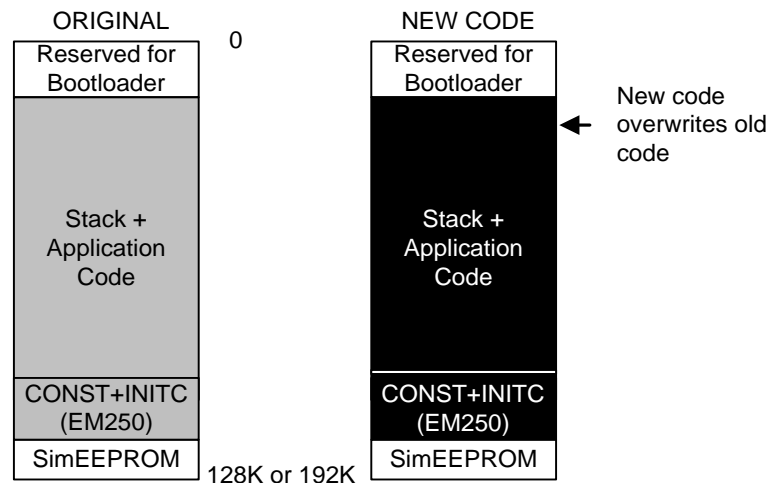 ORIGINAL
0
Reserved for
Bootloader
Stack +
Application
Code
CONST+INITC
(EM250)
SimEEPROM
128K or 192K
NEW CODE
Reserved for
Bootloader
Stack +
Application
Code
CONST+INITC
(EM250)
SimEEPROM
New code
overwrites old
code